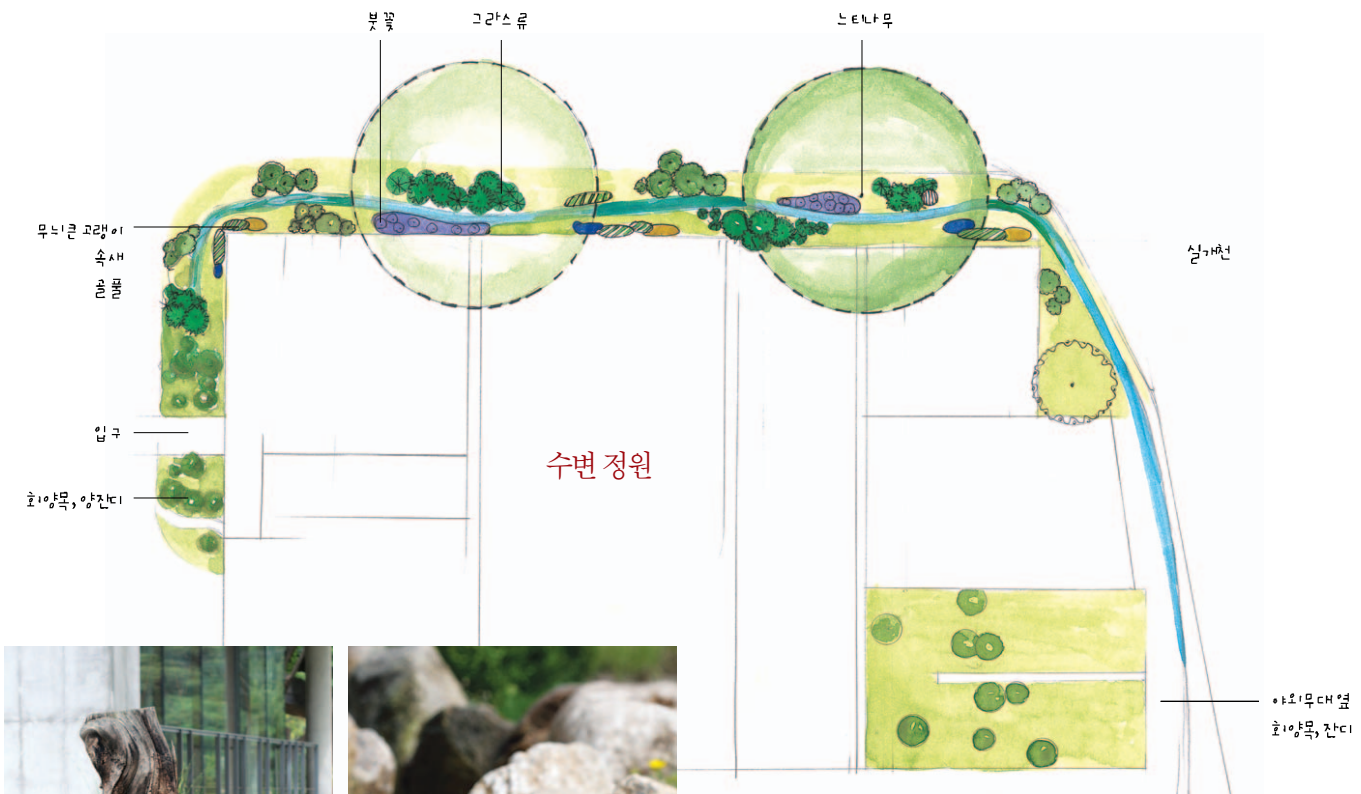 붓꽃
그라스류
느티나무
무늬큰고랭이
속새
골풀
실개천
입구
수변 정원
회양목, 양잔디
야외무대 옆
회양목, 잔디